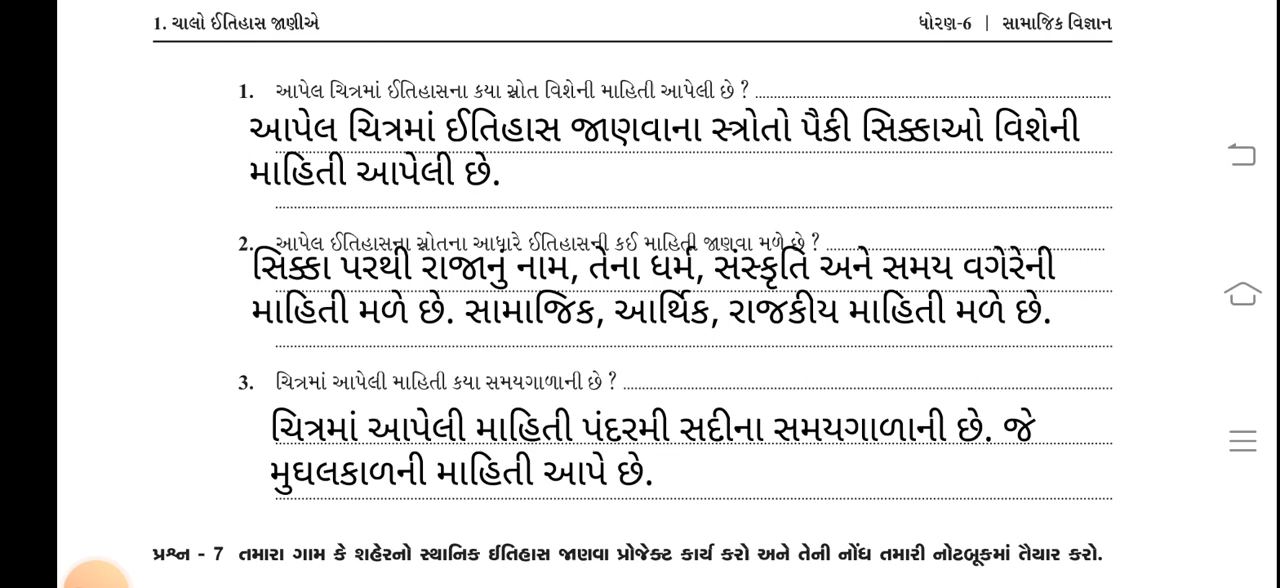 1. ચાલો ઈતિહાસ જાણીએ ધોરણ-6 | સામાજિક વિજ્ઞાન
1. આપેલ ચિત્રમાં ઈતિહાસના કયા સ્રોત વિશેની માહિતી આપેલી છે ?
આપેલ ચિત્રમાં ઈતિહાસ જાણવાના સ્ત્રોતો પૈકી સિક્કાઓ વિશેની
માહિતી આપેલી છે.
2. આપેલ ઈતિહાસના સ્રોતના આધારે ઈતિહાસની કઈ માહિતી જાણવા મળે છે ?
સિક્કા પરથી રાજાનું નામ, તેના ધર્મ, સંસ્કૃતિ અને સમય વગેરેની
માહિતી મળે છે. સામાજિક, આર્થિક, રાજકીય માહિતી મળે છે.
3. ચિત્રમાં આપેલી માહિતી કયા સમયગાળાની છે ?
ચિત્રમાં આપેલી માહિતી પંદરમી સદીના સમયગાળાની છે. જે
મુઘલકાળની માહિતી આપે છે.
પ્રશ્ન - 7 તમારા ગામ કે શહેરનો સ્થાનિક ઈતિહાસ જાણવા પ્રોજેક્ટ કાર્ય કરો અને તેની નોંધ તમારી નોટબૂકમાં તૈયાર કરો.